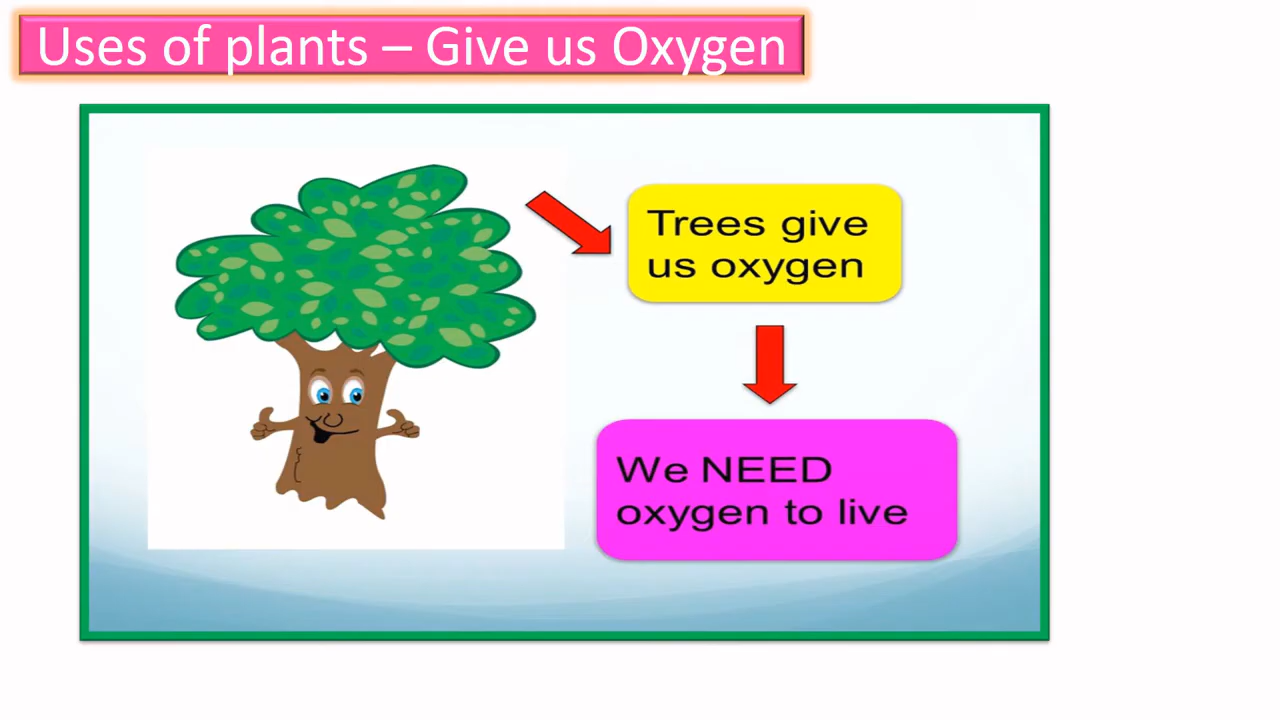 Uses of plants – Give us Oxygen
Trees give
us oxygen
We NEED
oxygen to live